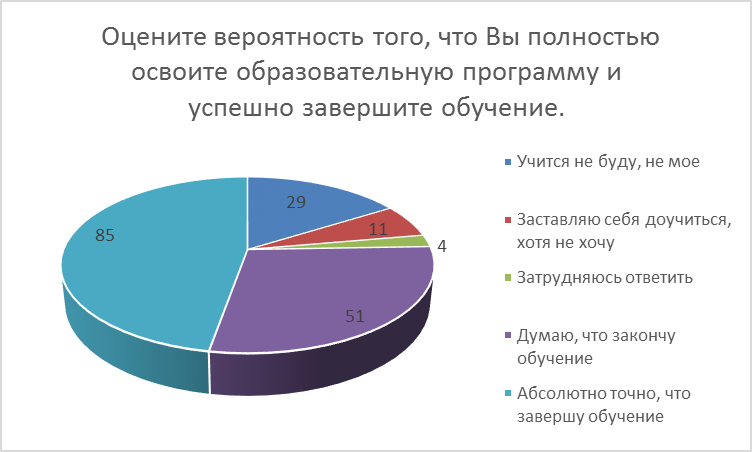 Оцените вероятность того, что Вы полностью
освоите образовательную программу и
успешно завершите обучение.
29
11
4
51
85
Учится не буду, не мое
Заставляю себя доучиться,
хотя не хочу
Затрудняюсь ответить
Думаю, что закончу
обучение
Абсолютно точно, что
завершу обучение